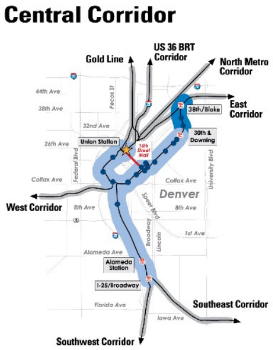 Central Corridor
Gold Line
US 36 BRT
Corridor
North Metro
Corridor
44th Ave
Pecos St
38th Ave
38th/Blake
East
Corridor
32nd Ave
30th &
Downing
26th Ave
Union Station
16th
Street
Mall
Federal Blvd
University Blvd
Colfax Ave
Colfax Ave
West Corridor
Denver
8th Ave
8th Ave
Speer Blvd
Broadway
Lincoln
1st Ave
Alameda Ave
Alameda
Station
I-25/Broadway
Florida Ave
Iowa Ave
Southeast Corridor
Southwest Corridor